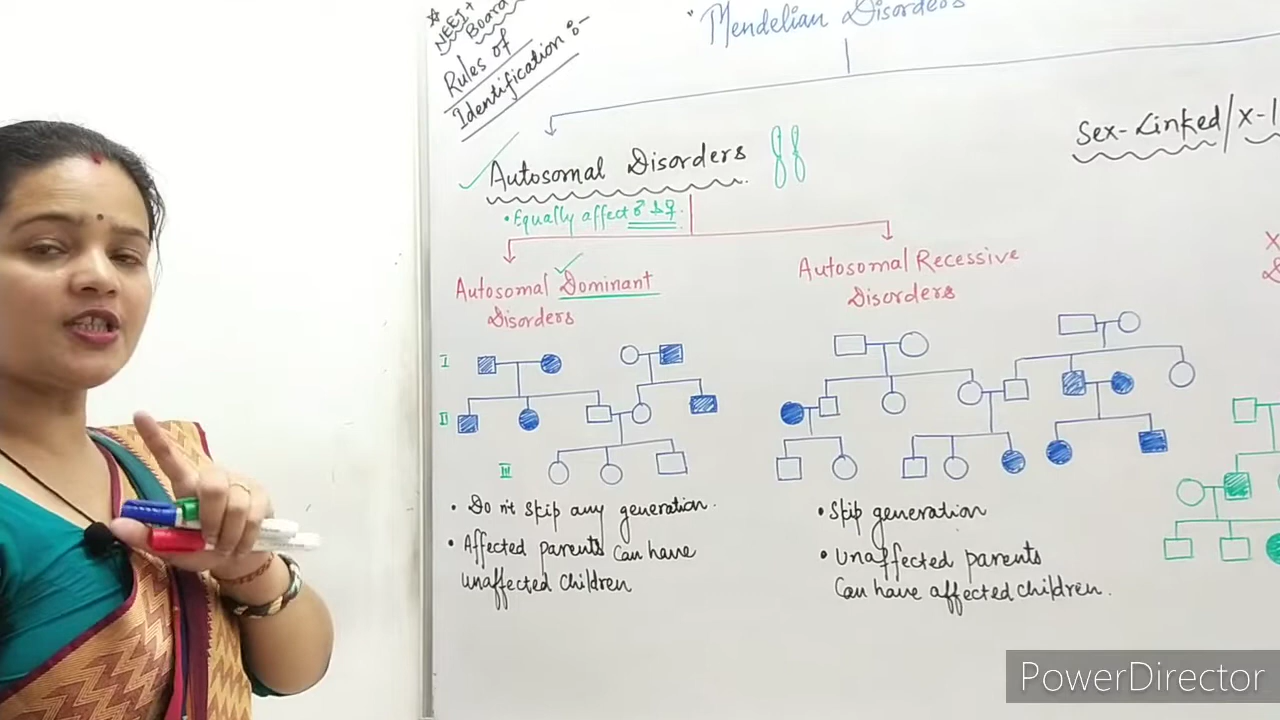 ☆ NEET+
Board
Rules of
Identification :-
"Mendelian Disorders
Autosomal Disorders
Sex-Linked/X-
• Equally affect ♂ & ♀.
Autosomal Dominant
Disorders
Autosomal Recessive
Disorders
X
I
II
III
• Do n't skip any generation.
• Affected parents can have
unaffected children
• Skip generation
• Unaffected parents
Can have affected children.
PowerDirector